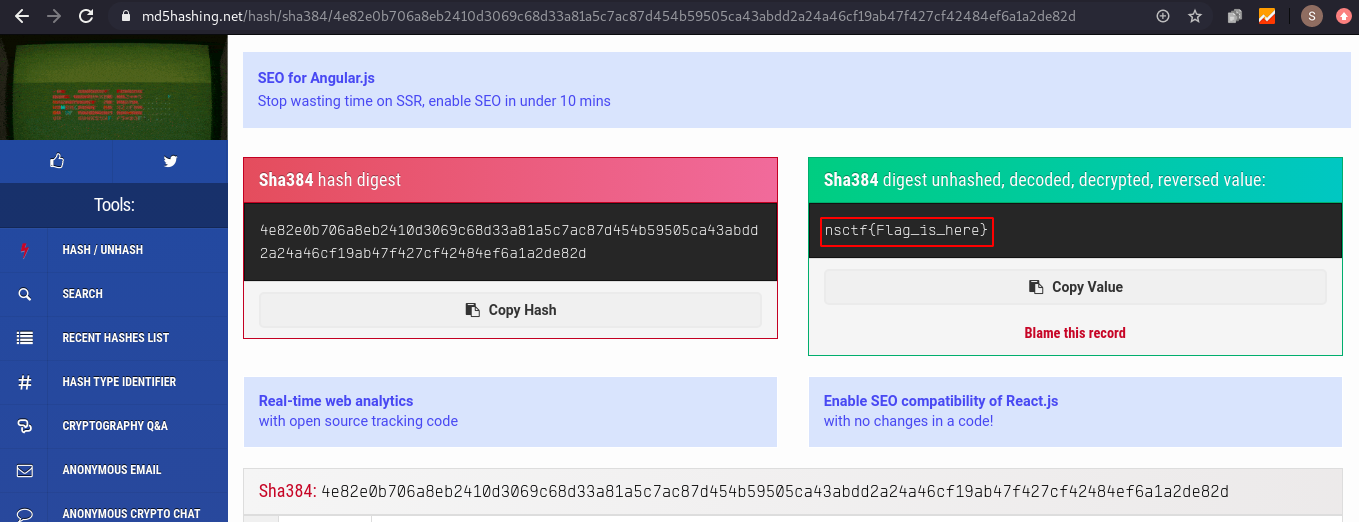 md5hashing.net/hash/sha384/4e82e0b706a8eb2410d3069c68d33a81a5c7ac87d454b59505ca43abdd2a24a46cf19ab47f427cf42484ef6a1a2de82d
S
SEO for Angular.js
Stop wasting time on SSR, enable SEO in under 10 mins
Tools:
HASH / UNHASH
SEARCH
RECENT HASHES LIST
HASH TYPE IDENTIFIER
CRYPTOGRAPHY Q&A
ANONYMOUS EMAIL
ANONYMOUS CRYPTO CHAT
Sha384 hash digest
4e82e0b706a8eb2410d3069c68d33a81a5c7ac87d454b59505ca43abdd
2a24a46cf19ab47f427cf42484ef6a1a2de82d
Copy Hash
Sha384 digest unhashed, decoded, decrypted, reversed value:
nsctf{Flag_is_here}
Copy Value
Blame this record
Real-time web analytics
with open source tracking code
Enable SEO compatibility of React.js
with no changes in a code!
Sha384: 4e82e0b706a8eb2410d3069c68d33a81a5c7ac87d454b59505ca43abdd2a24a46cf19ab47f427cf42484ef6a1a2de82d